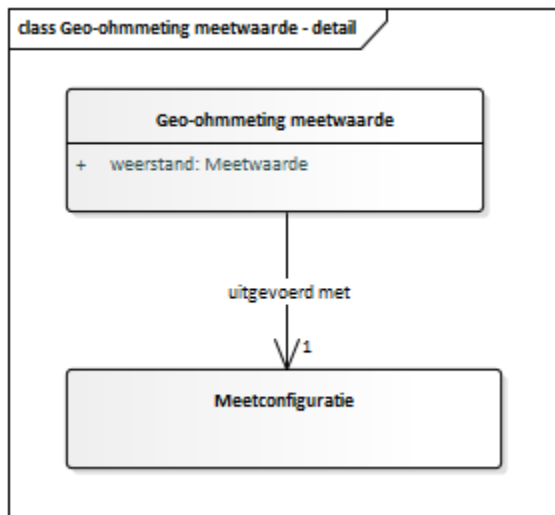 class Geo-ohmmeting meetwaarde - detail
Geo-ohmmeting meetwaarde
+ weerstand: Meetwaarde
uitgevoerd met
1
Meetconfiguratie